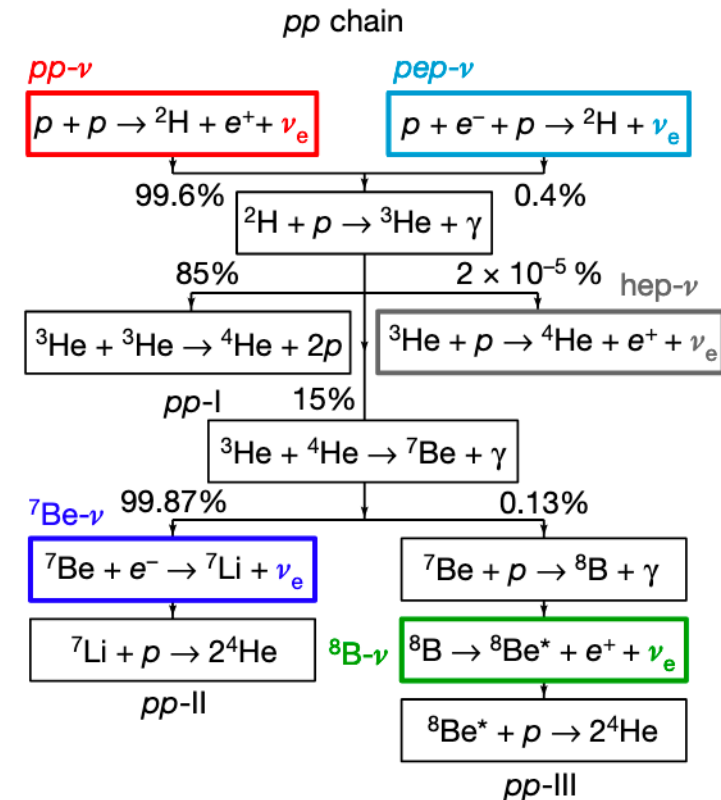 pp chain
pp-ν pep-ν
p + p → ²H + e⁺ + νₑ p + e⁻ + p → ²H + νₑ
99.6% 0.4%
²H + p → ³He + γ
85% 2 × 10⁻⁵ % hep-ν
³He + ³He → ⁴He + 2p ³He + p → ⁴He + e⁺ + νₑ
pp-I 15%
³He + ⁴He → ⁷Be + γ
⁷Be-ν 99.87% 0.13%
⁷Be + e⁻ → ⁷Li + νₑ ⁷Be + p → ⁸B + γ
⁷Li + p → 2⁴He ⁸B-ν ⁸B → ⁸Be* + e⁺ + νₑ
pp-II ⁸Be* + p → 2⁴He
pp-III